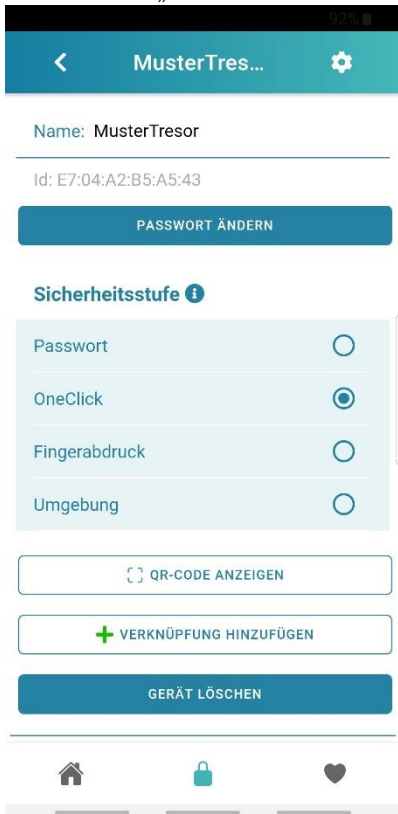 92%
MusterTres...
Name: MusterTresor
Id: E7:04:A2:B5:A5:43
PASSWORT ÄNDERN
Sicherheitsstufe
Passwort
OneClick
Fingerabdruck
Umgebung
QR-CODE ANZEIGEN
VERKNÜPFUNG HINZUFÜGEN
GERÄT LÖSCHEN